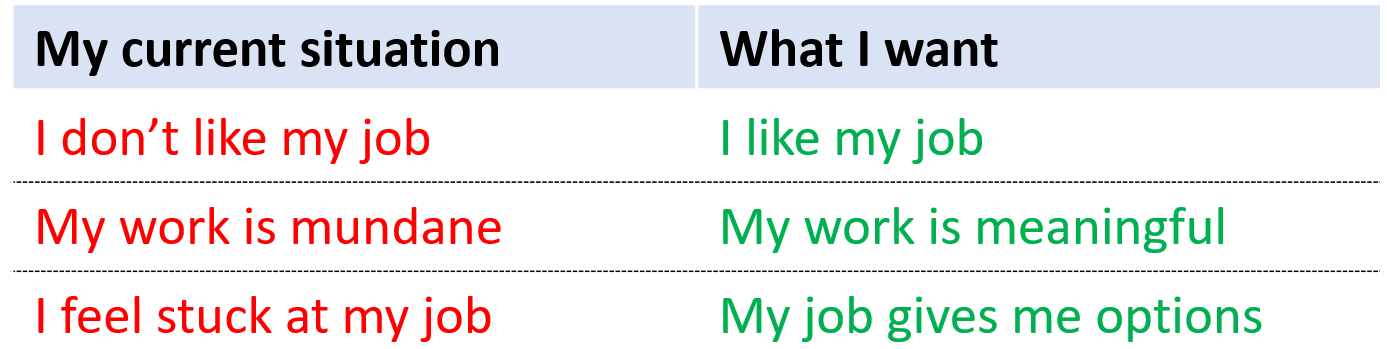 My current situation What I want
I don’t like my job I like my job
My work is mundane My work is meaningful
I feel stuck at my job My job gives me options